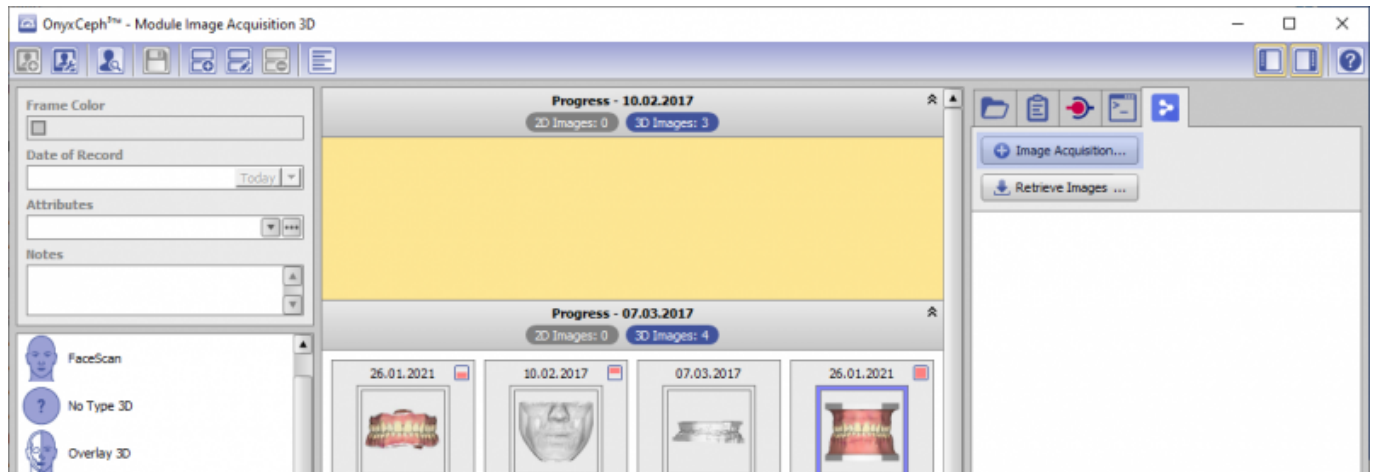 OnyxCeph³™ - Module Image Acquisition 3D
Frame Color
Date of Record
Today
Attributes
Notes
FaceScan
? No Type 3D
Overlay 3D
Progress - 10.02.2017
2D Images: 0 3D Images: 3
Progress - 07.03.2017
2D Images: 0 3D Images: 4
26.01.2021 10.02.2017 07.03.2017 26.01.2021
Image Acquisition...
Retrieve Images ...